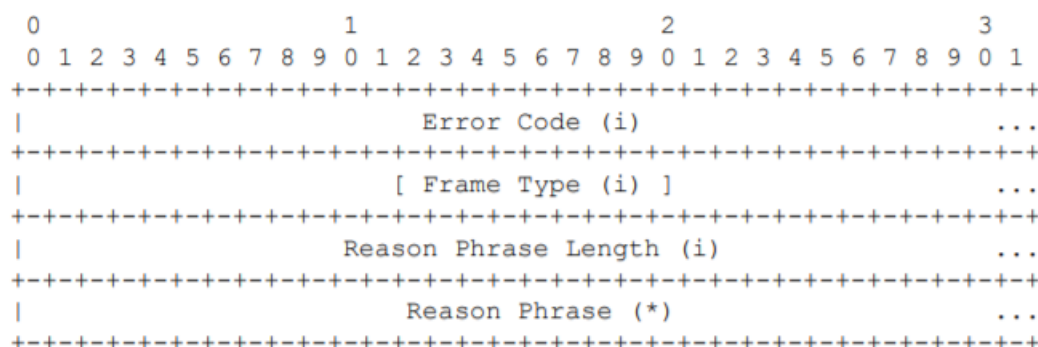 0                   1                   2                   3
0 1 2 3 4 5 6 7 8 9 0 1 2 3 4 5 6 7 8 9 0 1 2 3 4 5 6 7 8 9 0 1
+-+-+-+-+-+-+-+-+-+-+-+-+-+-+-+-+-+-+-+-+-+-+-+-+-+-+-+-+-+-+-+-+
|                         Error Code (i)                      ...
+-+-+-+-+-+-+-+-+-+-+-+-+-+-+-+-+-+-+-+-+-+-+-+-+-+-+-+-+-+-+-+-+
|                       [ Frame Type (i) ]                    ...
+-+-+-+-+-+-+-+-+-+-+-+-+-+-+-+-+-+-+-+-+-+-+-+-+-+-+-+-+-+-+-+-+
|                    Reason Phrase Length (i)                 ...
+-+-+-+-+-+-+-+-+-+-+-+-+-+-+-+-+-+-+-+-+-+-+-+-+-+-+-+-+-+-+-+-+
|                        Reason Phrase (*)                    ...
+-+-+-+-+-+-+-+-+-+-+-+-+-+-+-+-+-+-+-+-+-+-+-+-+-+-+-+-+-+-+-+-+